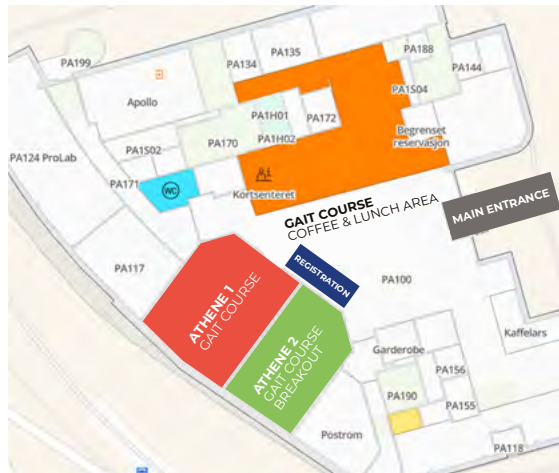 PA199
PA134
PA135
PA188
PA144
Apollo
PA1H01
PA172
PA1S04
PA124 ProLab
PA1S02
PA170
PA1H02
Begrenset
reservasjon
PA171
WC
Kortsenteret
GAIT COURSE
COFFEE & LUNCH AREA
MAIN ENTRANCE
PA117
ATHENE 1
GAIT COURSE
REGISTRATION
PA100
ATHENE 2
GAIT COURSE
BREAKOUT
Kaffelars
Garderobe
PA156
PA190
PA155
Postrom
PA118